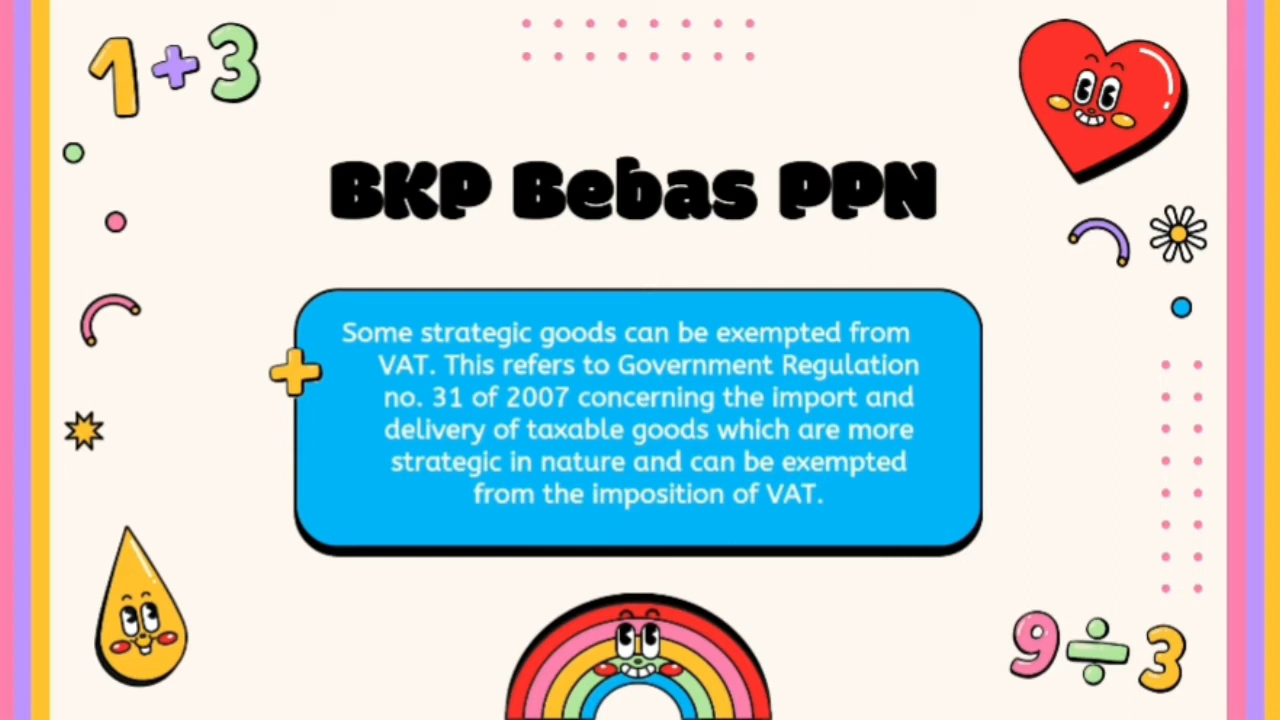 1+3
BKP Bebas PPN
Some strategic goods can be exempted from
VAT. This refers to Government Regulation
no. 31 of 2007 concerning the import and
delivery of taxable goods which are more
strategic in nature and can be exempted
from the imposition of VAT.
9÷3